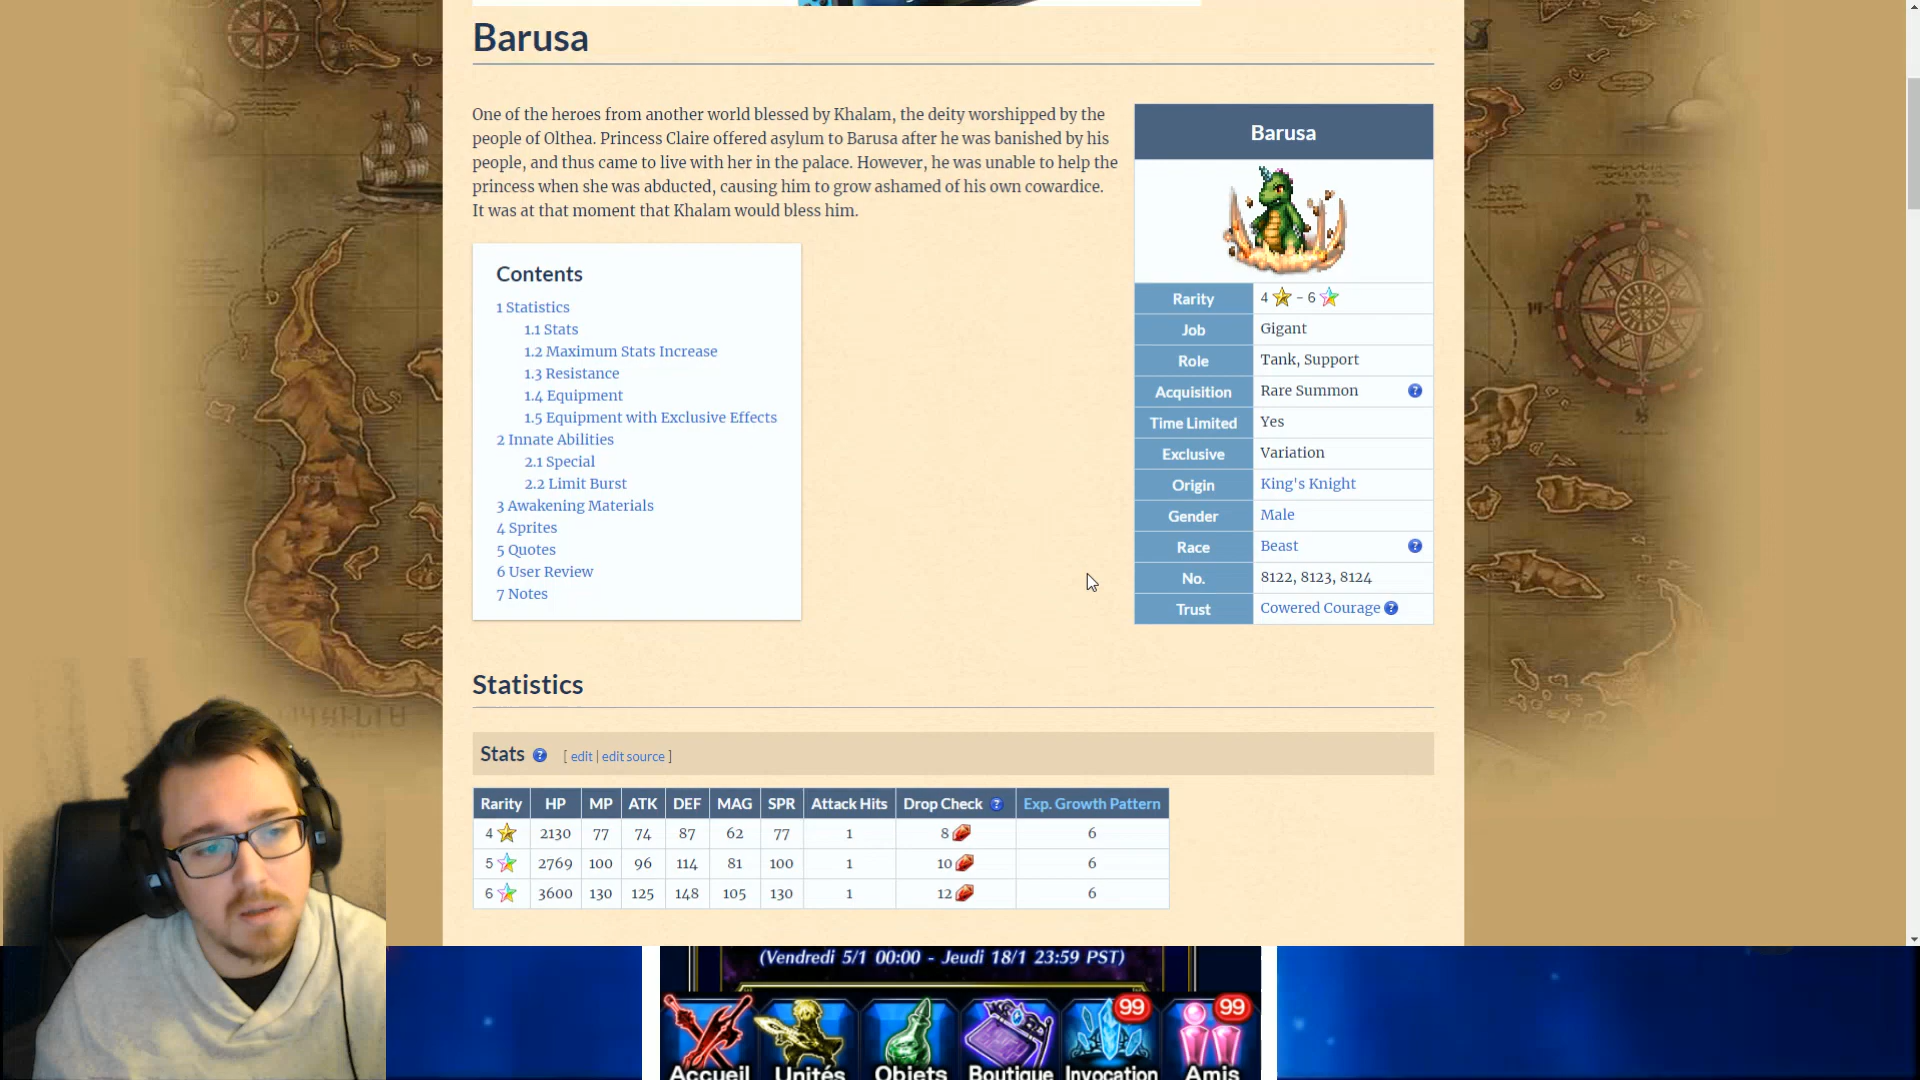 Barusa
One of the heroes from another world blessed by Khalam, the deity worshipped by the
people of Olthea. Princess Claire offered asylum to Barusa after he was banished by his
people, and thus came to live with her in the palace. However, he was unable to help the
princess when she was abducted, causing him to grow ashamed of his own cowardice.
It was at that moment that Khalam would bless him.
Contents
1 Statistics
1.1 Stats
1.2 Maximum Stats Increase
1.3 Resistance
1.4 Equipment
1.5 Equipment with Exclusive Effects
2 Innate Abilities
2.1 Special
2.2 Limit Burst
3 Awakening Materials
4 Sprites
5 Quotes
6 User Review
7 Notes
Barusa
Rarity 4 - 6
Job Gigant
Role Tank, Support
Acquisition Rare Summon ?
Time Limited Yes
Exclusive Variation
Origin King's Knight
Gender Male
Race Beast ?
No. 8122, 8123, 8124
Trust Cowered Courage ?
Statistics
Stats ? [ edit | edit source ]
Rarity HP MP ATK DEF MAG SPR Attack Hits Drop Check ? Exp. Growth Pattern
4 2130 77 74 87 62 77 1 8 6
5 2769 100 96 114 81 100 1 10 6
6 3600 130 125 148 105 130 1 12 6
(Vendredi 5/1 00:00 - Jeudi 18/1 23:59 PST)
99 99
Accueil Unités Objets Boutique Invocation Amis